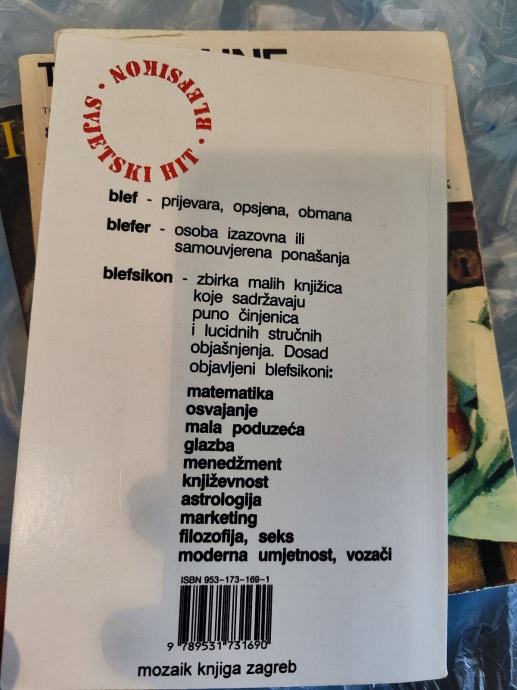 BLEFSIKON · SVJETSKI HIT ·
blef - prijevara, opsjena, obmana
blefer - osoba izazovna ili
samouvjerena ponašanja
blefsikon - zbirka malih knjižica
koje sadržavaju
puno činjenica
i lucidnih stručnih
objašnjenja. Dosad
objavljeni blefsikoni:
matematika
osvajanje
mala poduzeća
glazba
menedžment
književnost
astrologija
marketing
filozofija, seks
moderna umjetnost, vozači
ISBN 953-173-169-1
9 789531 731690
mozaik knjiga zagreb